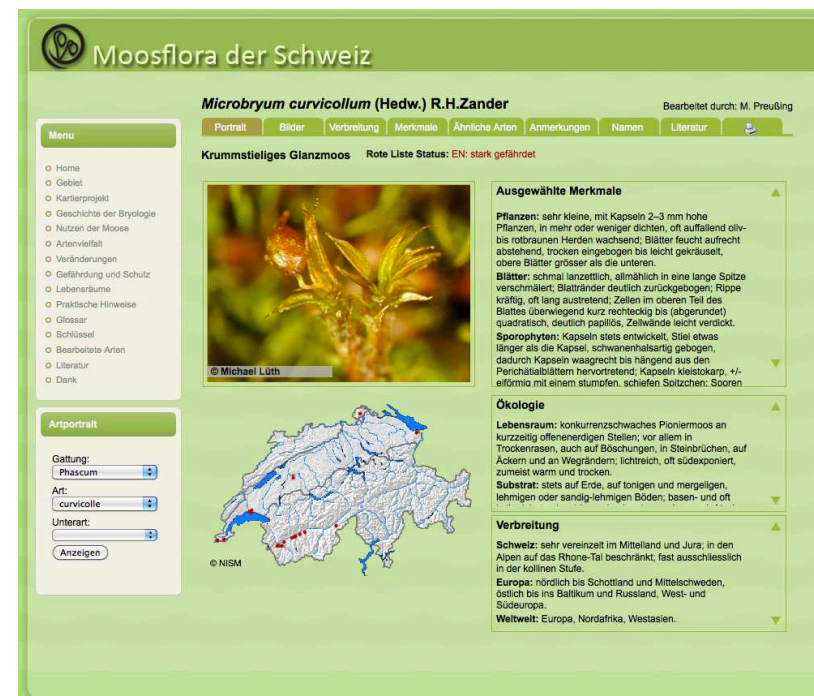 Moosflora der Schweiz
Microbryum curvicollum (Hedw.) R.H.Zander
Bearbeitet durch: M. Preußing
Portrait Bilder Verbreitung Merkmale Ähnliche Arten Anmerkungen Namen Literatur
Krummstieliges Glanzmoos Rote Liste Status: EN: stark gefährdet
Menu
Home
Gebiet
Kartierprojekt
Geschichte der Bryologie
Nutzen der Moose
Artenvielfalt
Veränderungen
Gefährdung und Schutz
Lebensräume
Praktische Hinweise
Glossar
Schlüssel
Bearbeitete Arten
Literatur
Dank
Artportrait
Gattung:
Phascum
Art:
curvicolle
Unterart:
Anzeigen
© Michael Lüth
© NISM
Ausgewählte Merkmale
Pflanzen: sehr kleine, mit Kapseln 2–3 mm hohe
Pflanzen, in mehr oder weniger dichten, oft auffallend oliv-
bis rotbraunen Herden wachsend; Blätter feucht aufrecht
abstehend, trocken eingebogen bis leicht gekräuselt,
obere Blätter grösser als die unteren.
Blätter: schmal lanzettlich, allmählich in eine lange Spitze
verschmälert; Blattränder deutlich zurückgebogen; Rippe
kräftig, oft lang austretend; Zellen im oberen Teil des
Blattes überwiegend kurz rechteckig bis (abgerundet)
quadratisch, deutlich papillös, Zellwände leicht verdickt.
Sporophyten: Kapseln stets entwickelt, Stiel etwas
länger als die Kapsel, schwanenhalsartig gebogen,
dadurch Kapseln waagrecht bis hängend aus den
Perichätialblättern hervortretend; Kapseln kleistokarp, +/-
eiförmig mit einem stumpfen, schiefen Spitzchen; Sporen
Ökologie
Lebensraum: konkurrenzschwaches Pioniermoos an
kurzzeitig offenerdigen Stellen; vor allem in
Trockenrasen, auch auf Böschungen, in Steinbrüchen, auf
Äckern und an Wegrändern; lichtreich, oft südexponiert,
zumeist warm und trocken.
Substrat: stets auf Erde, auf tonigen und mergeligen,
lehmigen oder sandig-lehmigen Böden; basen- und oft
Verbreitung
Schweiz: sehr vereinzelt im Mittelland und Jura; in den
Alpen auf das Rhone-Tal beschränkt; fast ausschliesslich
in der kollinen Stufe.
Europa: nördlich bis Schottland und Mittelschweden,
östlich bis ins Baltikum und Russland, West- und
Südeuropa.
Weltweit: Europa, Nordafrika, Westasien.